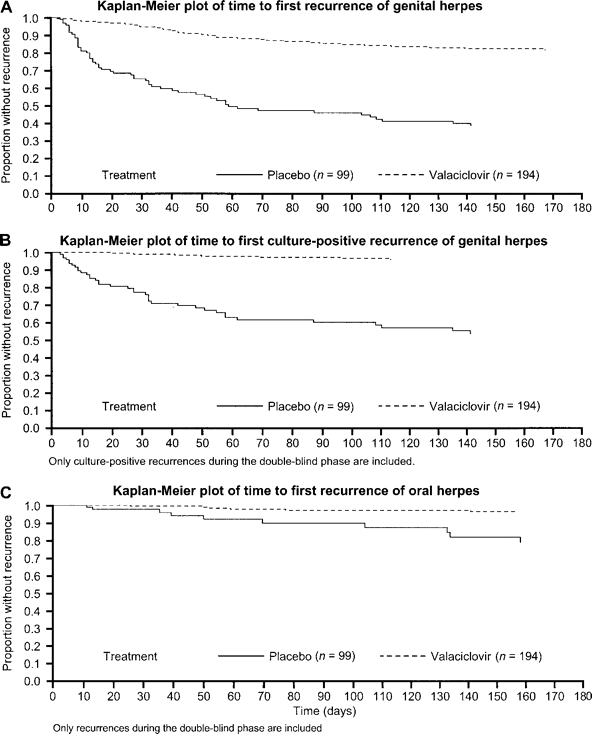 A
Kaplan-Meier plot of time to first recurrence of genital herpes
Proportion without recurrence
1.0
0.9
0.8
0.7
0.6
0.5
0.4
0.3
0.2
0.1
0.0
Treatment Placebo (n = 99) Valaciclovir (n = 194)
0 10 20 30 40 50 60 70 80 90 100 110 120 130 140 150 160 170 180
B
Kaplan-Meier plot of time to first culture-positive recurrence of genital herpes
Proportion without recurrence
1.0
0.9
0.8
0.7
0.6
0.5
0.4
0.3
0.2
0.1
0.0
Treatment Placebo (n = 99) Valaciclovir (n = 194)
0 10 20 30 40 50 60 70 80 90 100 110 120 130 140 150 160 170 180
Only culture-positive recurrences during the double-blind phase are included.
C
Kaplan-Meier plot of time to first recurrence of oral herpes
Proportion without recurrence
1.0
0.9
0.8
0.7
0.6
0.5
0.4
0.3
0.2
0.1
0.0
Treatment Placebo (n = 99) Valaciclovir (n = 194)
0 10 20 30 40 50 60 70 80 90 100 110 120 130 140 150 160 170 180
Time (days)
Only recurrences during the double-blind phase are included